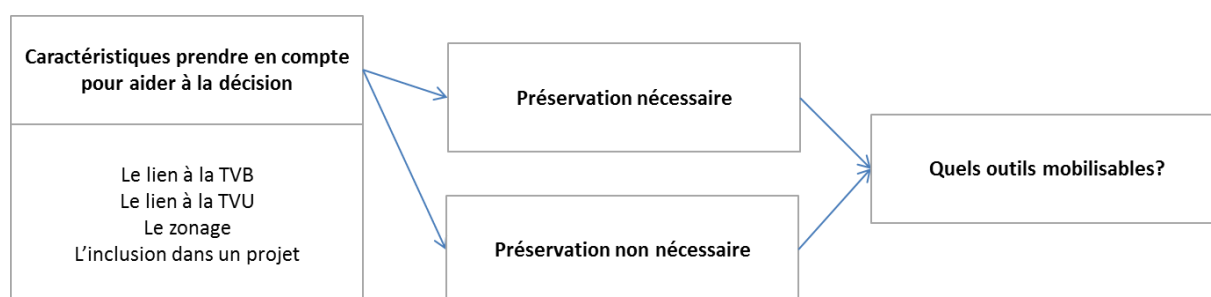 Caractéristiques prendre en compte
pour aider à la décision
Le lien à la TVB
Le lien à la TVU
Le zonage
L'inclusion dans un projet
Préservation nécessaire
Préservation non nécessaire
Quels outils mobilisables?